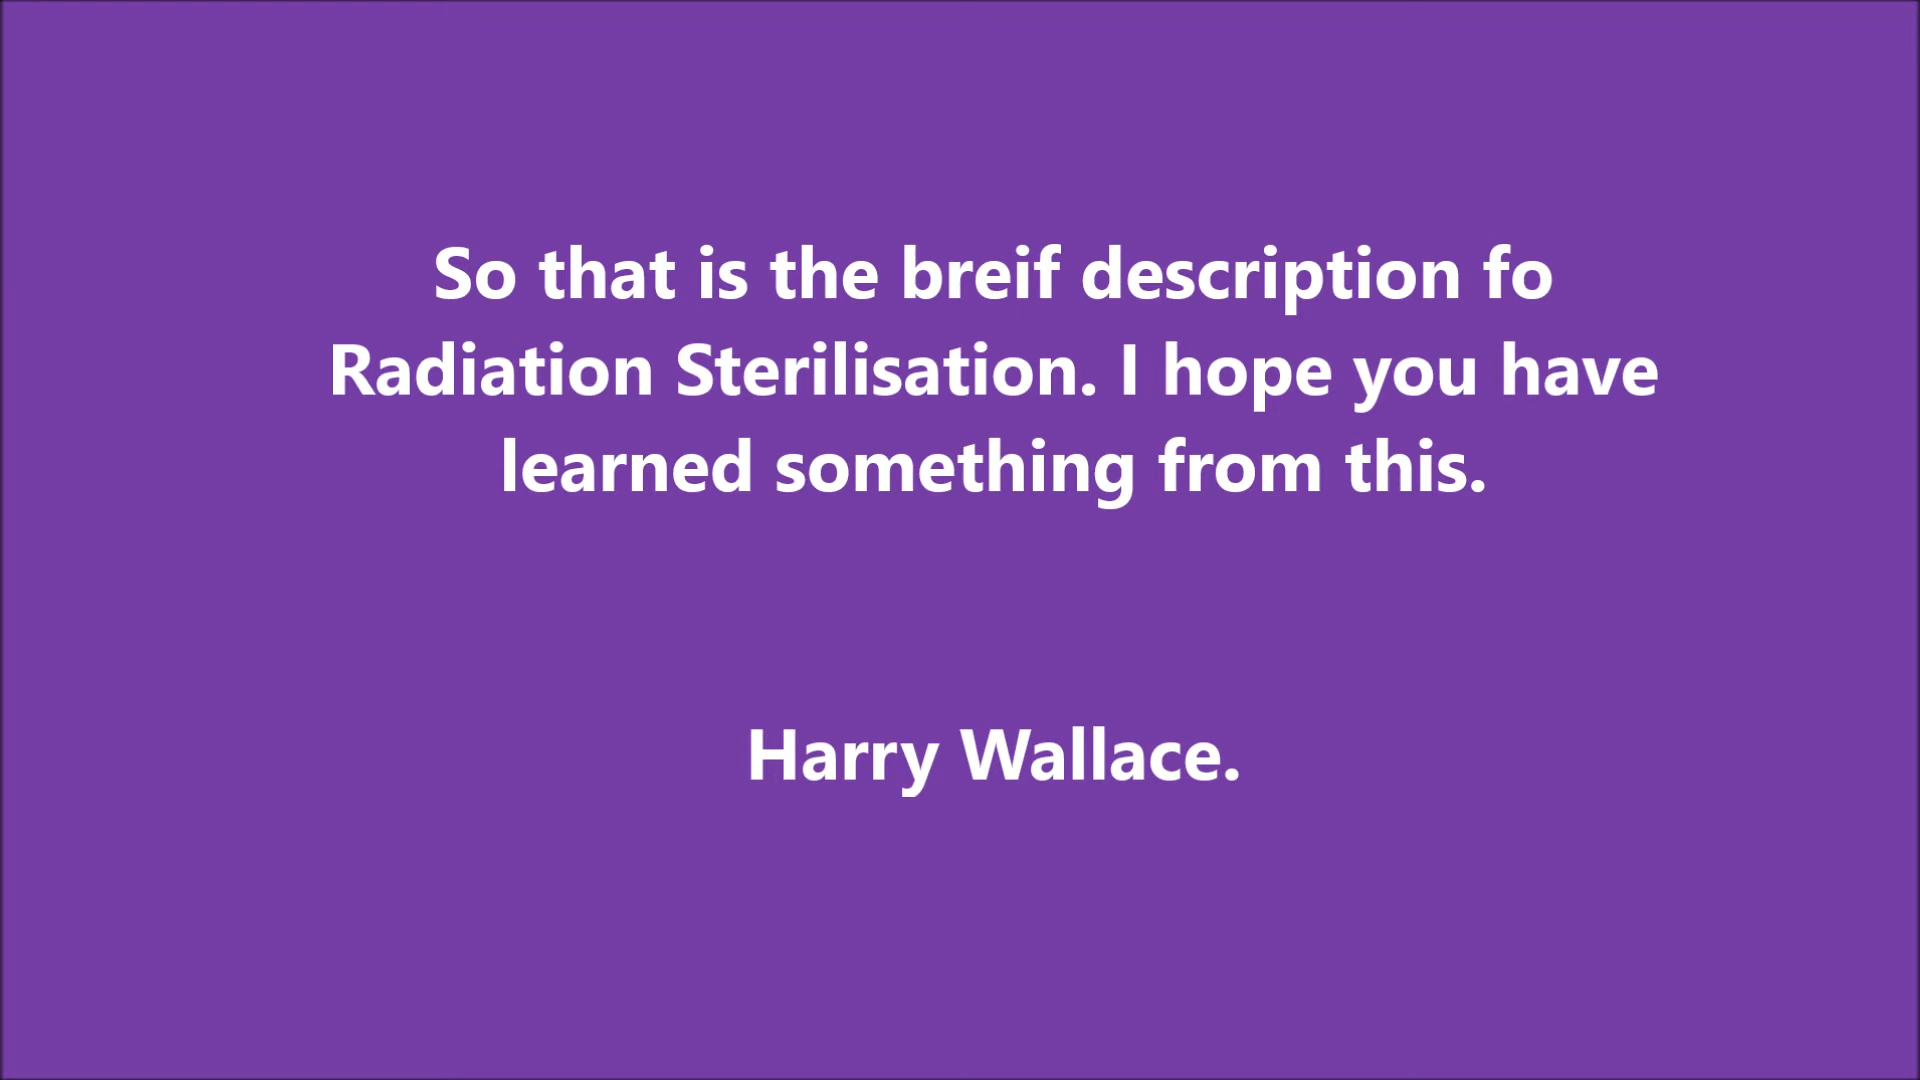 So that is the breif description fo
Radiation Sterilisation. I hope you have
learned something from this.
Harry Wallace.